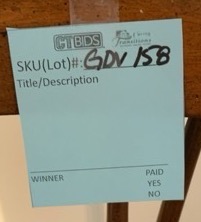 CTBIDS
SKU(Lot)#: GDV 158
Title/Description
WINNER PAID
YES
NO